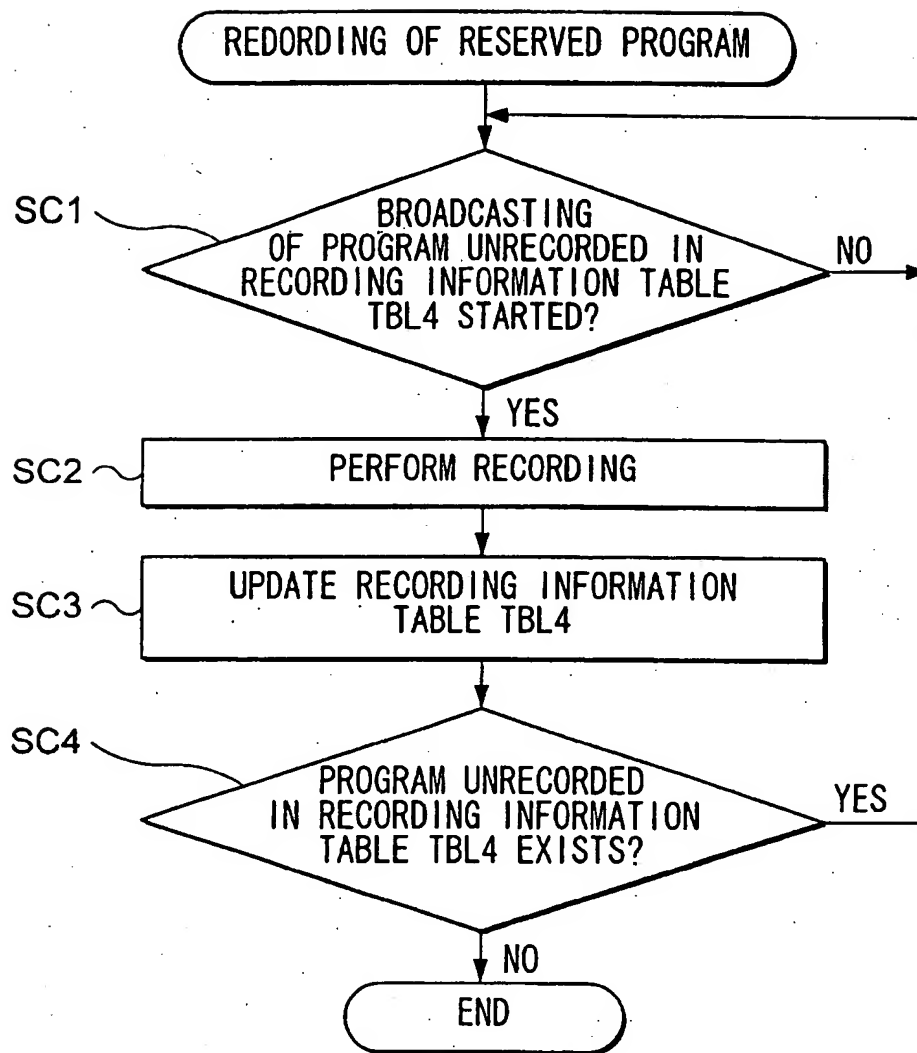 REDORDING OF RESERVED PROGRAM
SC1
BROADCASTING
OF PROGRAM UNRECORDED IN
RECORDING INFORMATION TABLE
TBL4 STARTED?
NO
YES
SC2
PERFORM RECORDING
SC3
UPDATE RECORDING INFORMATION
TABLE TBL4
SC4
PROGRAM UNRECORDED
IN RECORDING INFORMATION
TABLE TBL4 EXISTS?
YES
NO
END